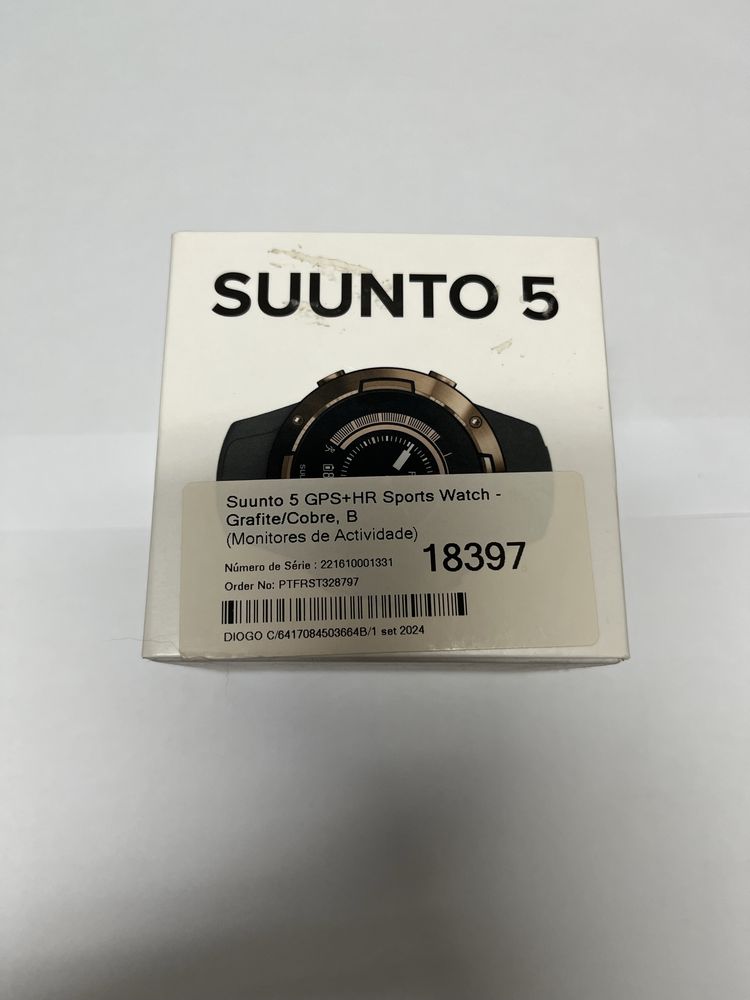 SUUNTO 5
Suunto 5 GPS+HR Sports Watch -
Grafite/Cobre, B
(Monitores de Actividade)
18397
Número de Série : 221610001331
Order No: PTFRST328797
DIOGO C/6417084503664B/1 set 2024